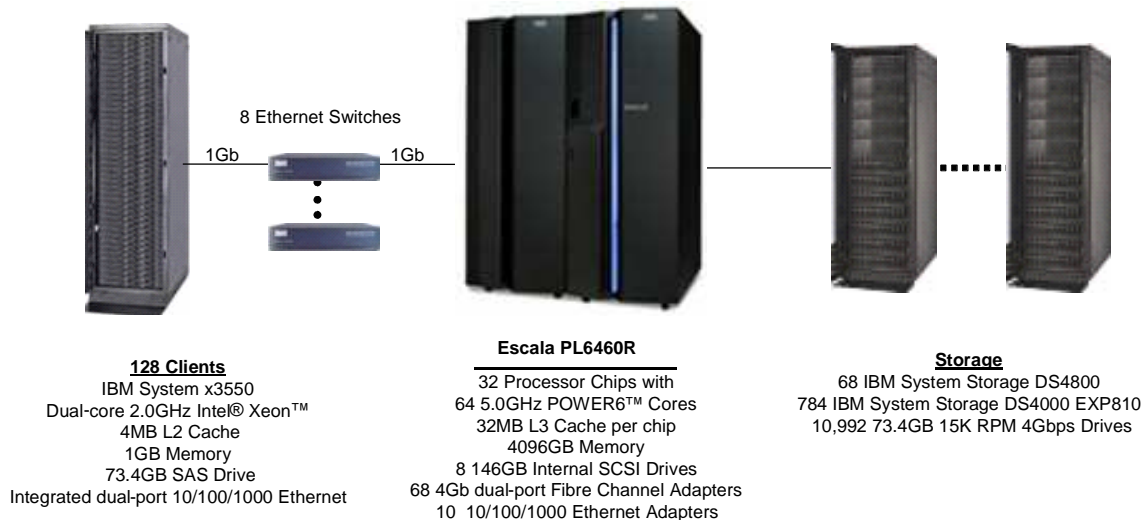 8 Ethernet Switches
1Gb
1Gb
128 Clients
IBM System x3550
Dual-core 2.0GHz Intel® Xeon™
4MB L2 Cache
1GB Memory
73.4GB SAS Drive
Integrated dual-port 10/100/1000 Ethernet
Escala PL6460R
32 Processor Chips with
64 5.0GHz POWER6™ Cores
32MB L3 Cache per chip
4096GB Memory
8 146GB Internal SCSI Drives
68 4Gb dual-port Fibre Channel Adapters
10 10/100/1000 Ethernet Adapters
Storage
68 IBM System Storage DS4800
784 IBM System Storage DS4000 EXP810
10,992 73.4GB 15K RPM 4Gbps Drives